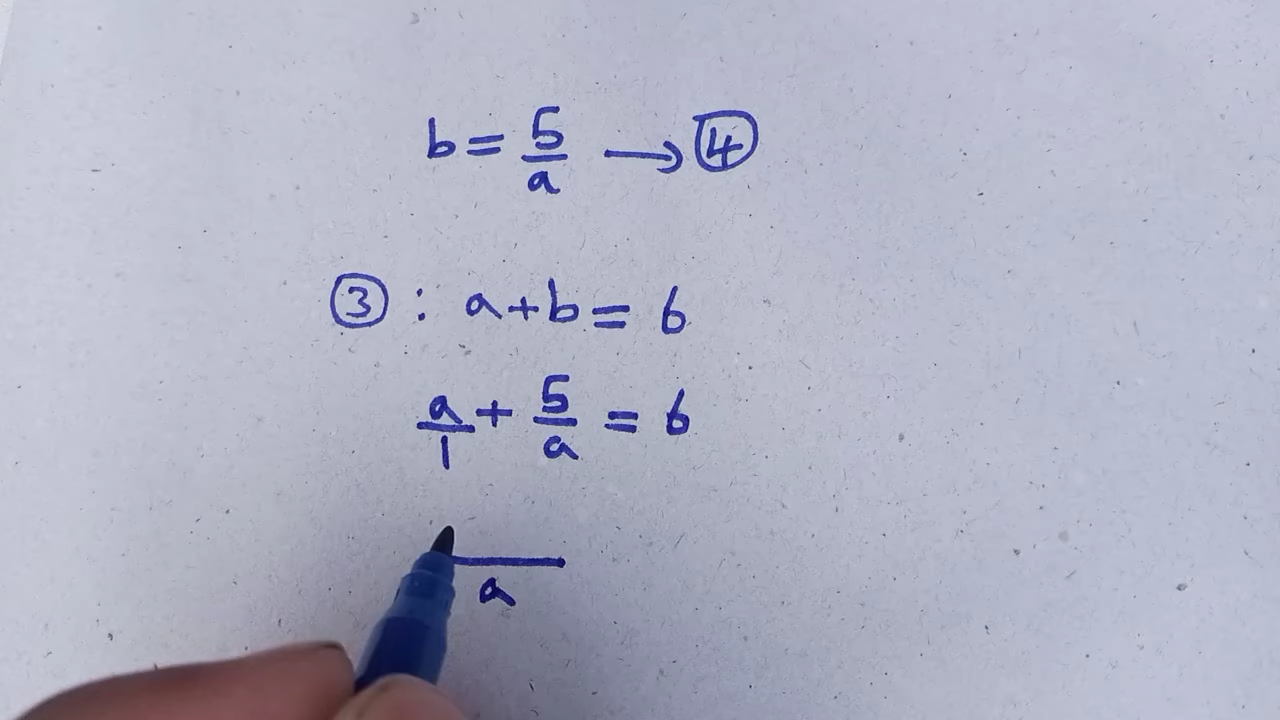 b = 5/a → ④
③ : a + b = 6
a/1 + 5/a = 6
/a